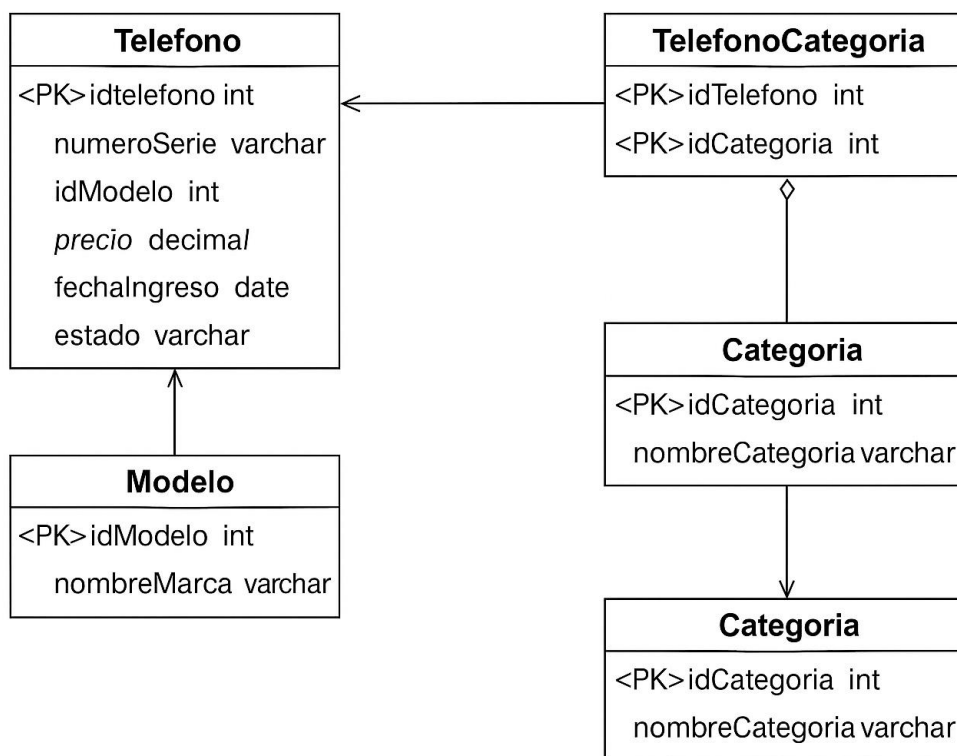 Telefono
<PK>idtelefono int
numeroSerie varchar
idModelo int
precio decimal
fechaIngreso date
estado varchar
TelefonoCategoria
<PK>idTelefono int
<PK>idCategoria int
Categoria
<PK>idCategoria int
nombreCategoria varchar
Modelo
<PK>idModelo int
nombreMarca varchar
Categoria
<PK>idCategoria int
nombreCategoria varchar